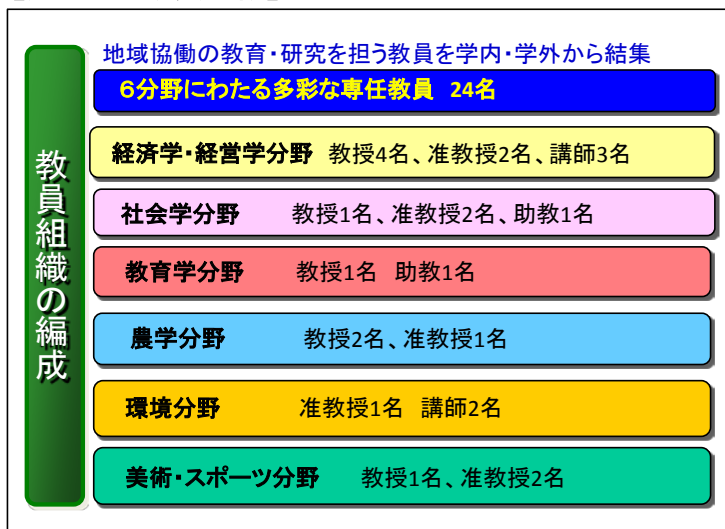 地域協働の教育・研究を担う教員を学内・学外から結集
６分野にわたる多彩な専任教員 24名
教員組織の編成
経済学・経営学分野 教授4名、准教授2名、講師3名
社会学分野 教授1名、准教授2名、助教1名
教育学分野 教授1名 助教1名
農学分野 教授2名、准教授1名
環境分野 准教授1名 講師2名
美術・スポーツ分野 教授1名、准教授2名